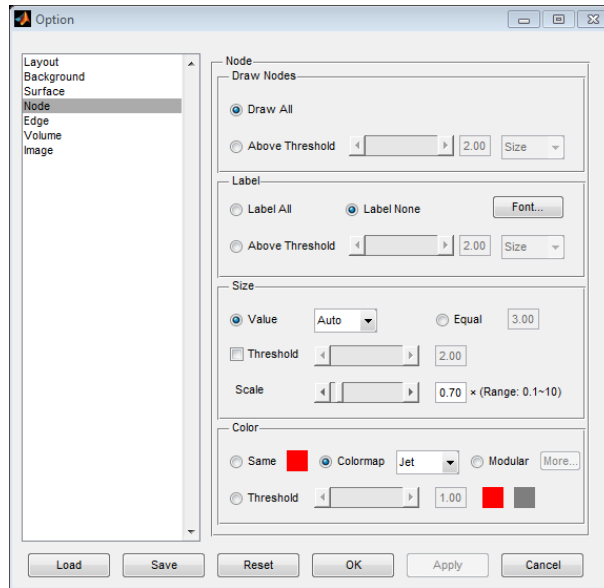 Option
Layout
Background
Surface
Node
Edge
Volume
Image
Node
Draw Nodes
Draw All
Above Threshold 2.00 Size
Label
Label All Label None Font...
Above Threshold 2.00 Size
Size
Value Auto Equal 3.00
Threshold 2.00
Scale 0.70 × (Range: 0.1~10)
Color
Same Colormap Jet Modular More...
Threshold 1.00
Load Save Reset OK Apply Cancel